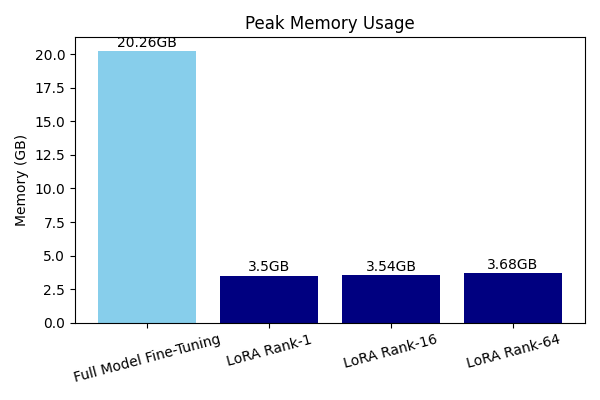 Peak Memory Usage
Memory (GB)
20.0
17.5
15.0
12.5
10.0
7.5
5.0
2.5
0.0
20.26GB
3.5GB
3.54GB
3.68GB
Full Model Fine-Tuning
LoRA Rank-1
LoRA Rank-16
LoRA Rank-64